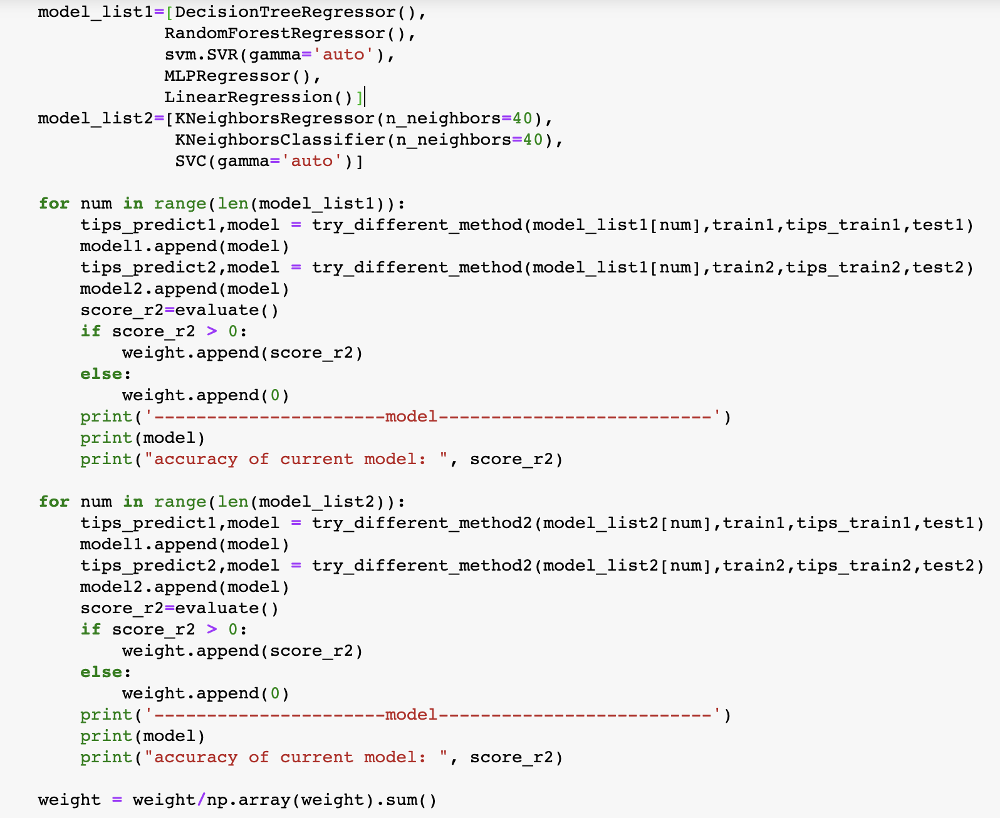 model_list1=[DecisionTreeRegressor(),
            RandomForestRegressor(),
            svm.SVR(gamma='auto'),
            MLPRegressor(),
            LinearRegression()]
model_list2=[KNeighborsRegressor(n_neighbors=40),
             KNeighborsClassifier(n_neighbors=40),
             SVC(gamma='auto')]

for num in range(len(model_list1)):
    tips_predict1,model = try_different_method(model_list1[num],train1,tips_train1,test1)
    model1.append(model)
    tips_predict2,model = try_different_method(model_list1[num],train2,tips_train2,test2)
    model2.append(model)
    score_r2=evaluate()
    if score_r2 > 0:
        weight.append(score_r2)
    else:
        weight.append(0)
    print('----------------------model--------------------------')
    print(model)
    print("accuracy of current model: ", score_r2)

for num in range(len(model_list2)):
    tips_predict1,model = try_different_method2(model_list2[num],train1,tips_train1,test1)
    model1.append(model)
    tips_predict2,model = try_different_method2(model_list2[num],train2,tips_train2,test2)
    model2.append(model)
    score_r2=evaluate()
    if score_r2 > 0:
        weight.append(score_r2)
    else:
        weight.append(0)
    print('----------------------model--------------------------')
    print(model)
    print("accuracy of current model: ", score_r2)

weight = weight/np.array(weight).sum()